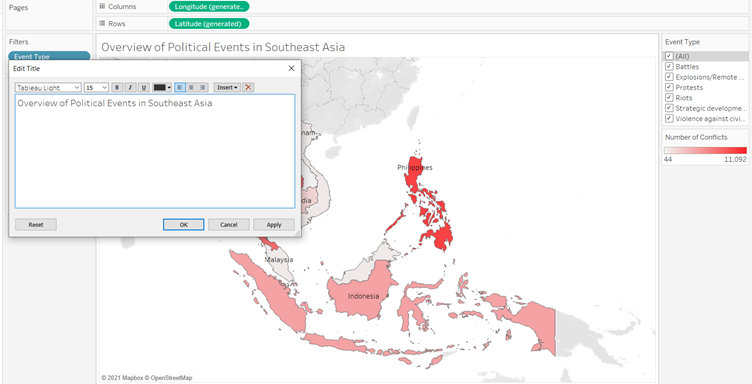 Pages
Columns
Longitude (generate..
Rows
Latitude (generated)
Filters
Event Type
Edit Title
Tableau Light
15
B
I
U
Insert
Overview of Political Events in Southeast Asia
Reset
OK
Cancel
Apply
Overview of Political Events in Southeast Asia
nam
dia
Philippines
Malaysia
Indonesia
© 2021 Mapbox © OpenStreetMap
Event Type
(All)
Battles
Explosions/Remote ...
Protests
Riots
Strategic developme...
Violence against civi...
Number of Conflicts
44
11,092